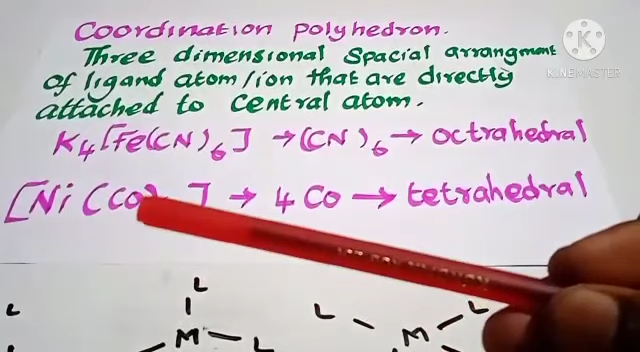 Coordination Polyhedron.
Three dimensional Spacial arrangment
of ligand atom/ion that are directly
attached to Central atom.
K4[Fe(CN)6] → (CN)6 → octrahedral
[Ni(CO) ] → 4 CO → tetrahedral
KINEMASTER
L L L L
M L M